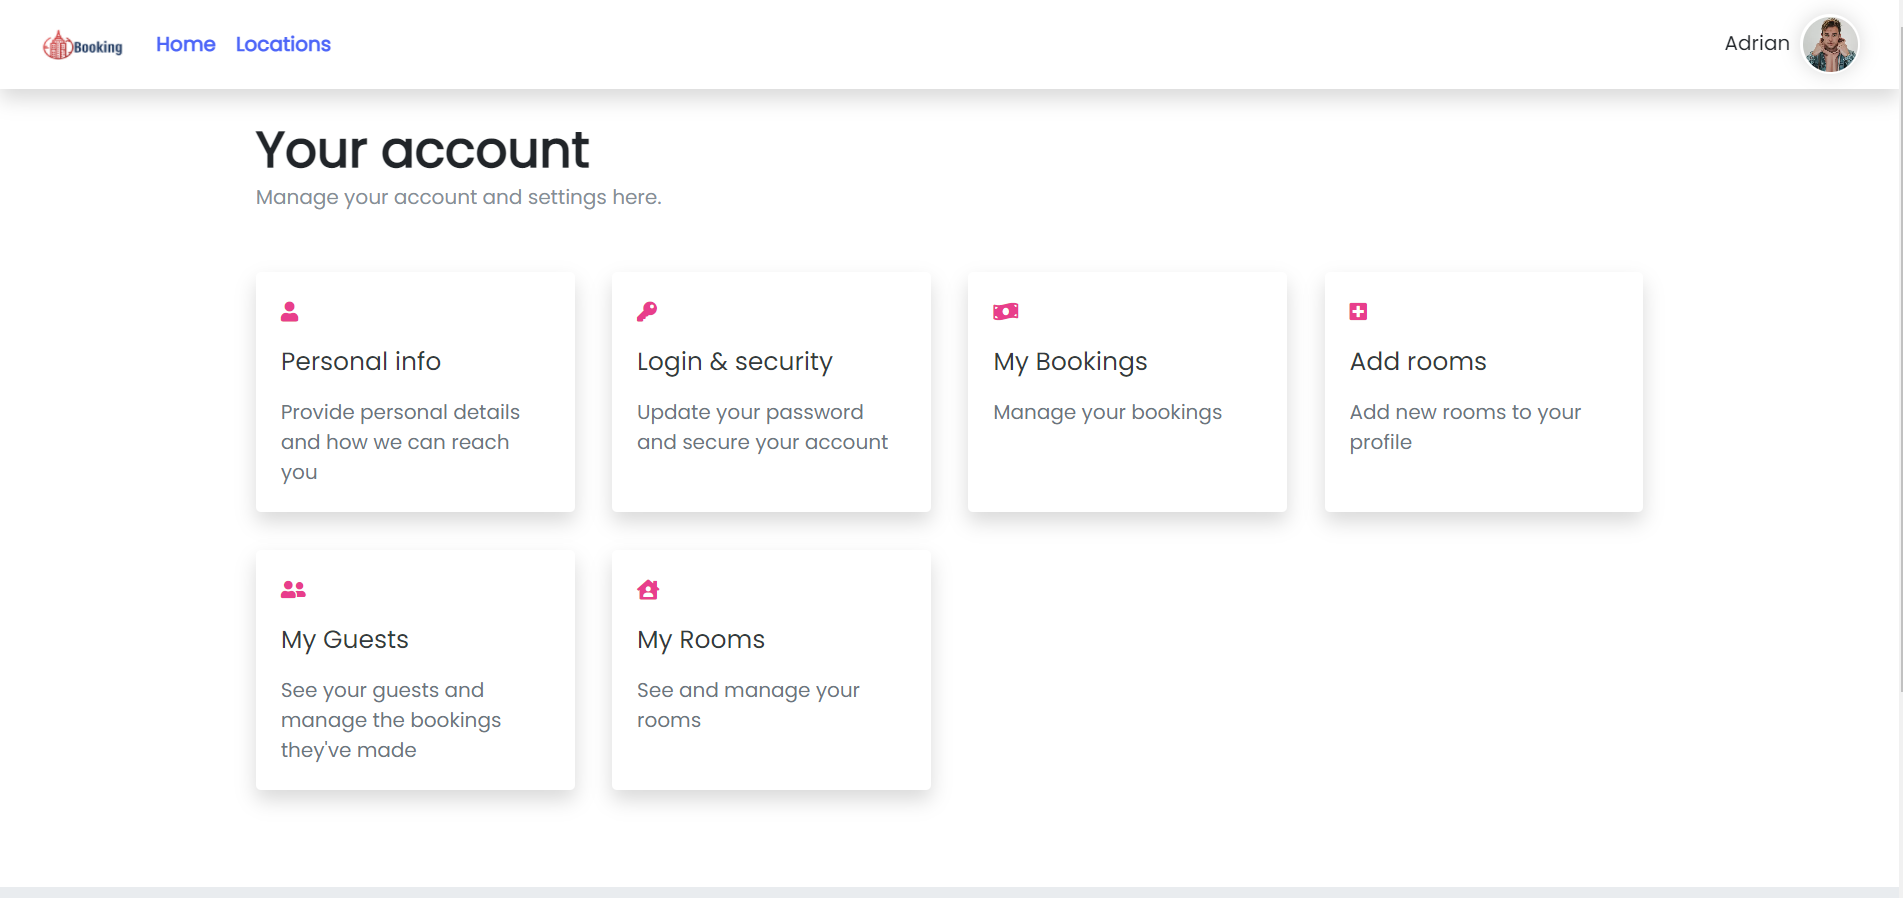 Booking
Home
Locations
Adrian
Your account
Manage your account and settings here.
Personal info
Provide personal details
and how we can reach
you
Login & security
Update your password
and secure your account
My Bookings
Manage your bookings
Add rooms
Add new rooms to your
profile
My Guests
See your guests and
manage the bookings
they've made
My Rooms
See and manage your
rooms